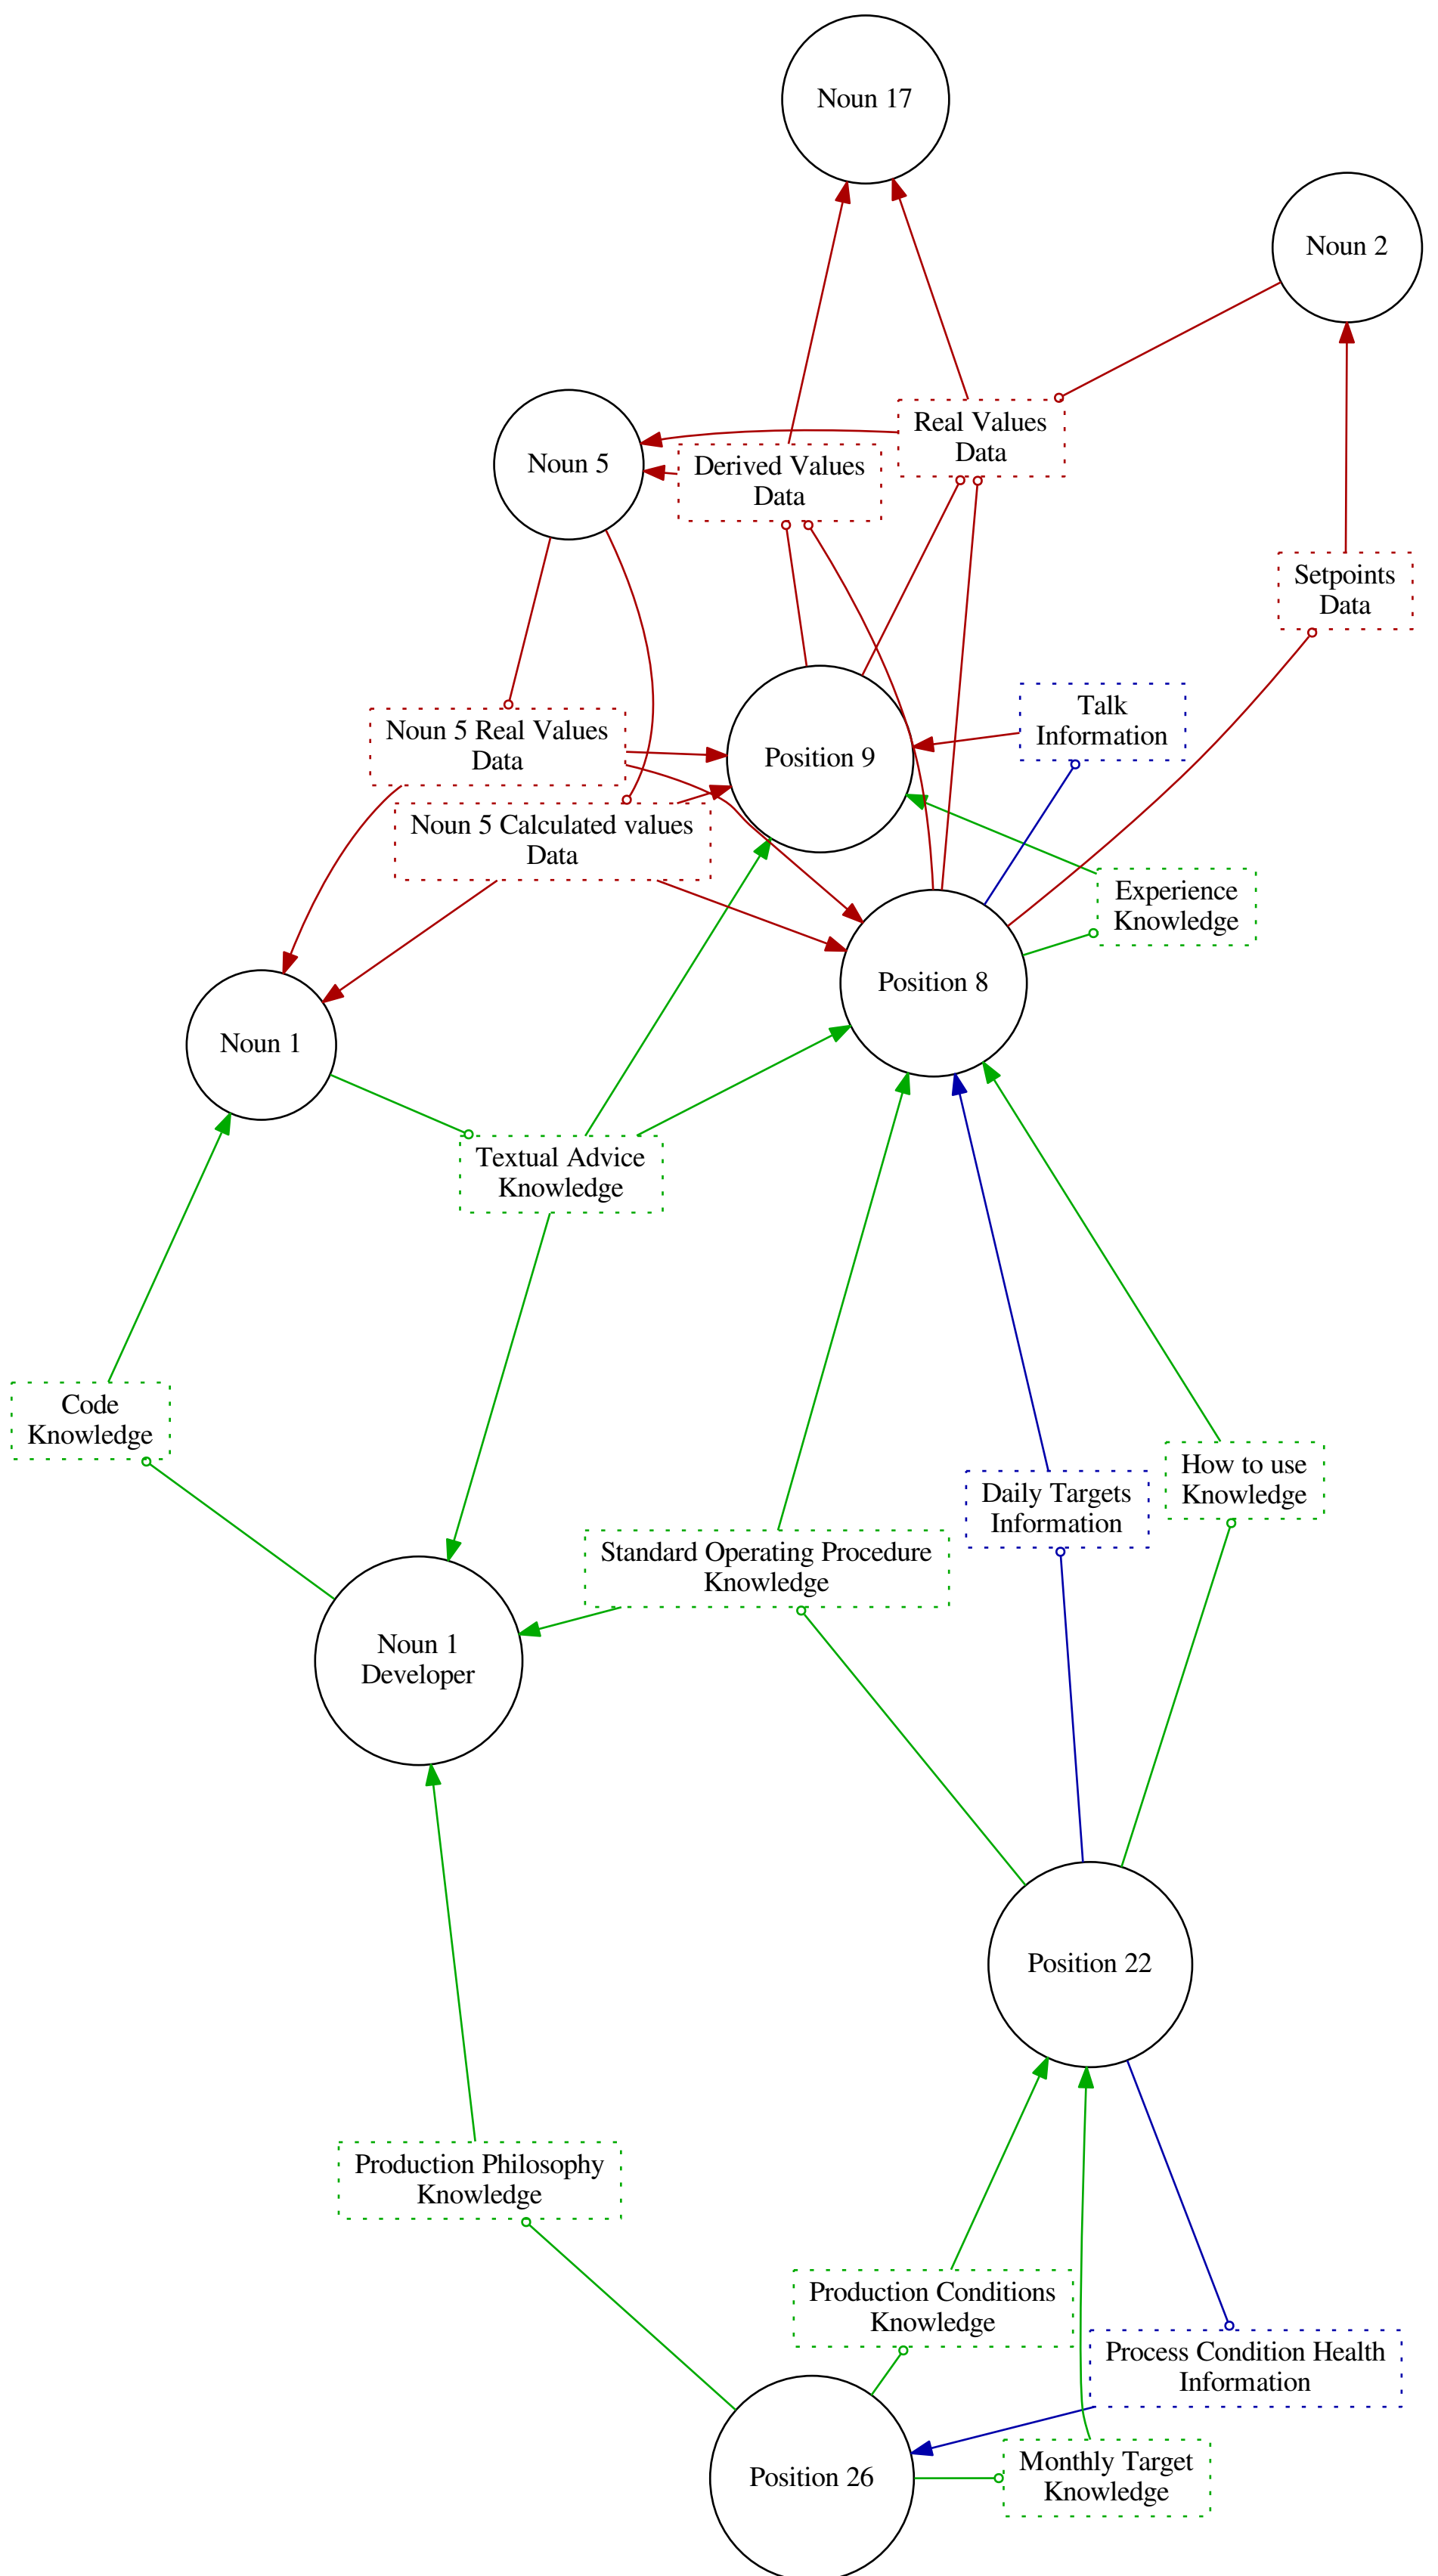 Noun 17
Noun 2
Real Values
Data
Noun 5
Derived Values
Data
Setpoints
Data
Talk
Information
Noun 5 Real Values
Data
Position 9
Noun 5 Calculated values
Data
Experience
Knowledge
Position 8
Noun 1
Textual Advice
Knowledge
Code
Knowledge
How to use
Knowledge
Daily Targets
Information
Standard Operating Procedure
Knowledge
Noun 1
Developer
Position 22
Production Philosophy
Knowledge
Production Conditions
Knowledge
Process Condition Health
Information
Monthly Target
Knowledge
Position 26